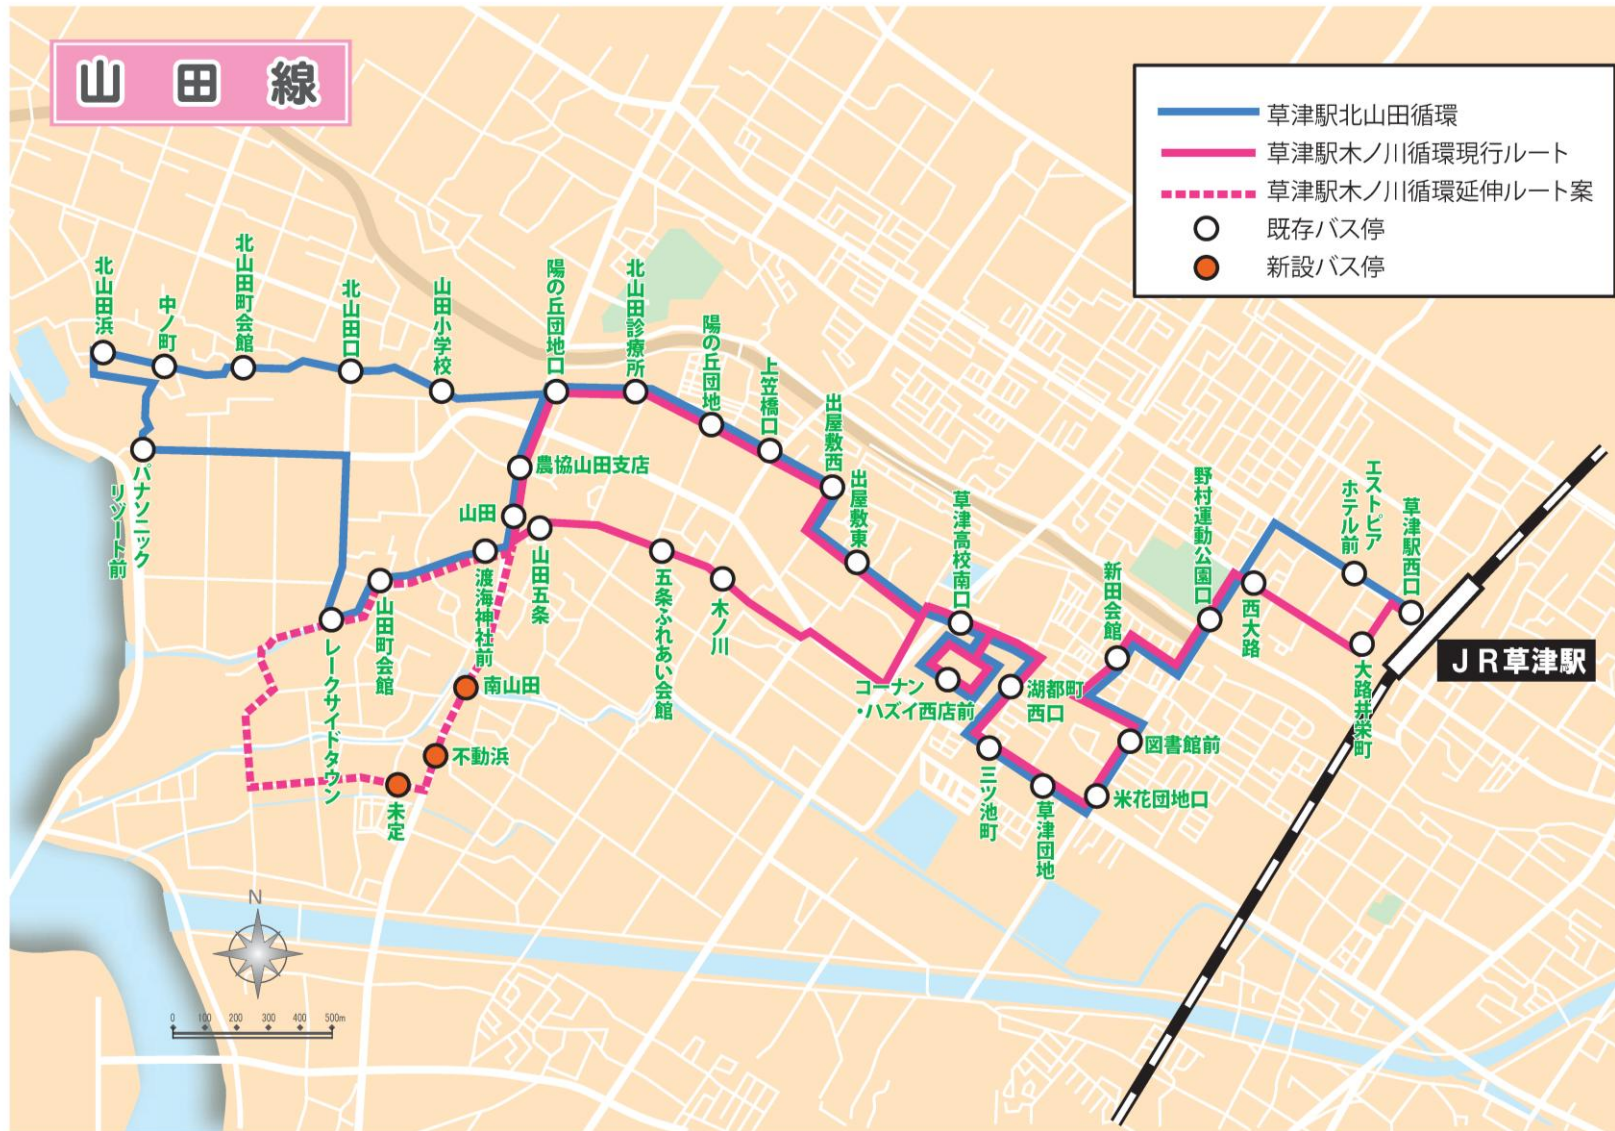 山田線
草津駅北山田循環
草津駅木ノ川循環現行ルート
草津駅木ノ川循環延伸ルート案
既存バス停
新設バス停
北山田浜
中ノ町
北山田町会館
北山田口
山田小学校
陽の丘団地口
北山田診療所
陽の丘団地
上笠橋口
出屋敷西
出屋敷東
草津高校南口
新田会館
野村運動公園口
西大路
エストピア
ホテル前
草津駅西口
大路井栄町
JR草津駅
パナソニック
リゾート前
農協山田支店
山田
山田五条
渡海神社前
山田町会館
レークサイドタウン
五条ふれあい会館
木ノ川
南山田
不動浜
未定
コーナン
・ハズイ西店前
湖都町
西口
三ツ池町
草津団地
米花団地口
図書館前
N
0 100 200 300 400 500m